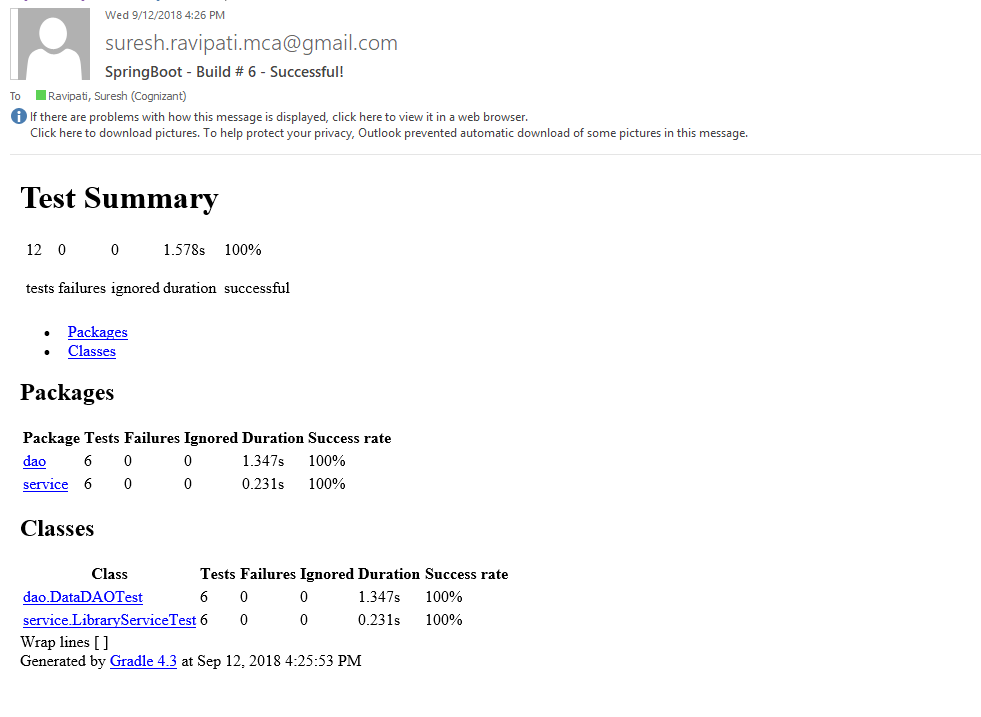 Wed 9/12/2018 4:26 PM
suresh.ravipati.mca@gmail.com
SpringBoot - Build # 6 - Successful!
To Ravipati, Suresh (Cognizant)
If there are problems with how this message is displayed, click here to view it in a web browser.
Click here to download pictures. To help protect your privacy, Outlook prevented automatic download of some pictures in this message.
Test Summary
12 0 0 1.578s 100%
tests failures ignored duration successful
• Packages
• Classes
Packages
Package Tests Failures Ignored Duration Success rate
dao 6 0 0 1.347s 100%
service 6 0 0 0.231s 100%
Classes
Class Tests Failures Ignored Duration Success rate
dao.DataDAOTest 6 0 0 1.347s 100%
service.LibraryServiceTest 6 0 0 0.231s 100%
Wrap lines [ ]
Generated by Gradle 4.3 at Sep 12, 2018 4:25:53 PM